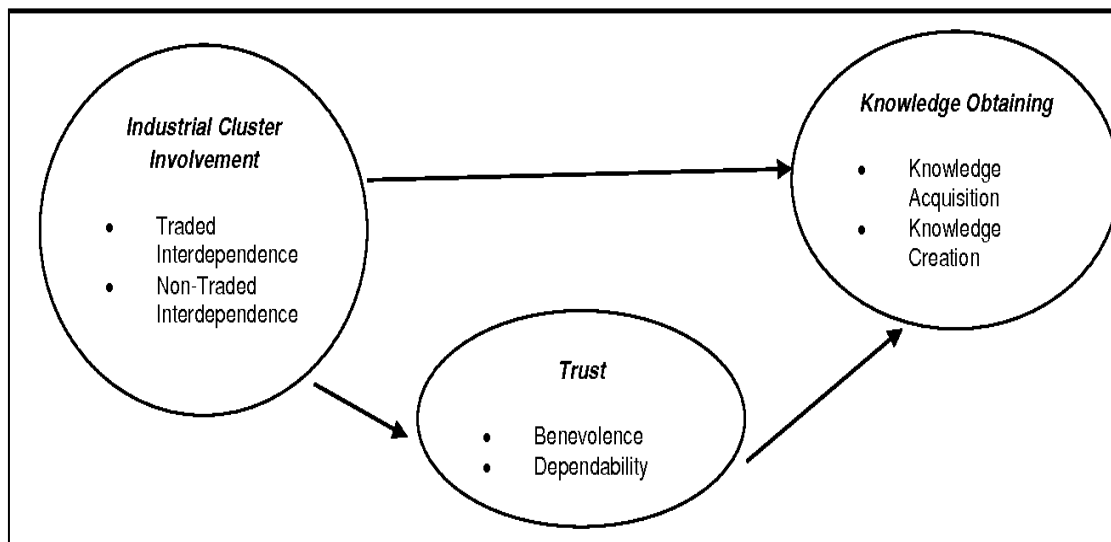 Industrial Cluster
Involvement
• Traded
Interdependence
• Non-Traded
Interdependence
Knowledge Obtaining
• Knowledge
Acquisition
• Knowledge
Creation
Trust
• Benevolence
• Dependability